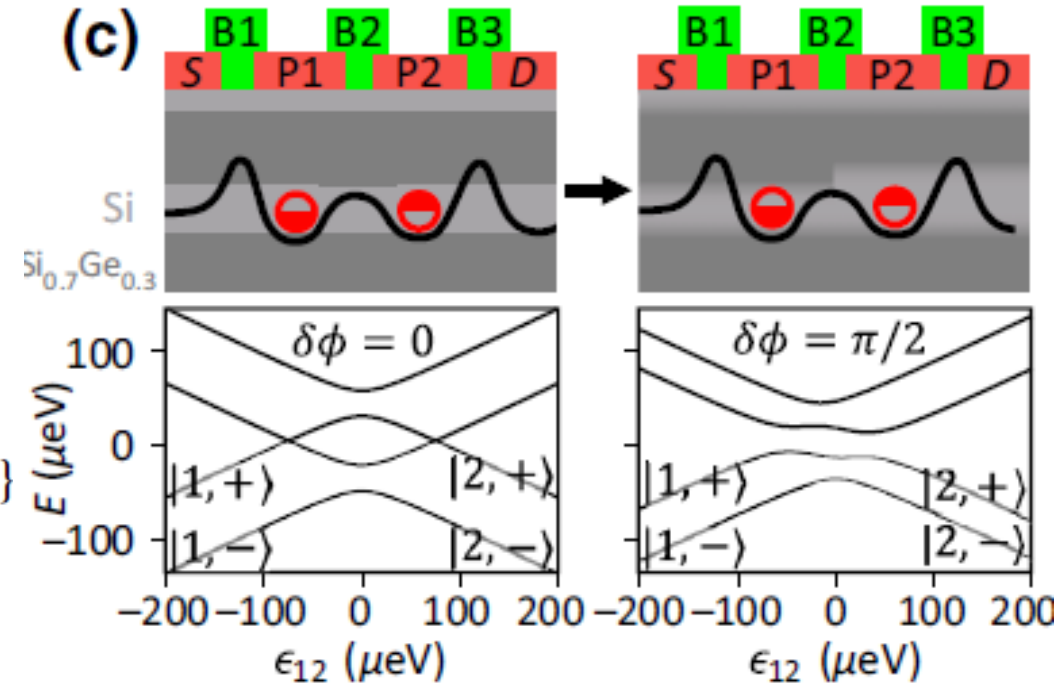 (c)
B1 B2 B3 B1 B2 B3
S P1 P2 D S P1 P2 D
Si
Si0.7Ge0.3
δϕ = 0 δϕ = π/2
100
0
−100
E (μeV)
}
|1,+⟩ |2,+⟩ |1,+⟩ |2,+⟩
|1,−⟩ |2,−⟩ |1,−⟩ |2,−⟩
−200 −100 0 100 200 −200 −100 0 100 200
ϵ12 (μeV) ϵ12 (μeV)